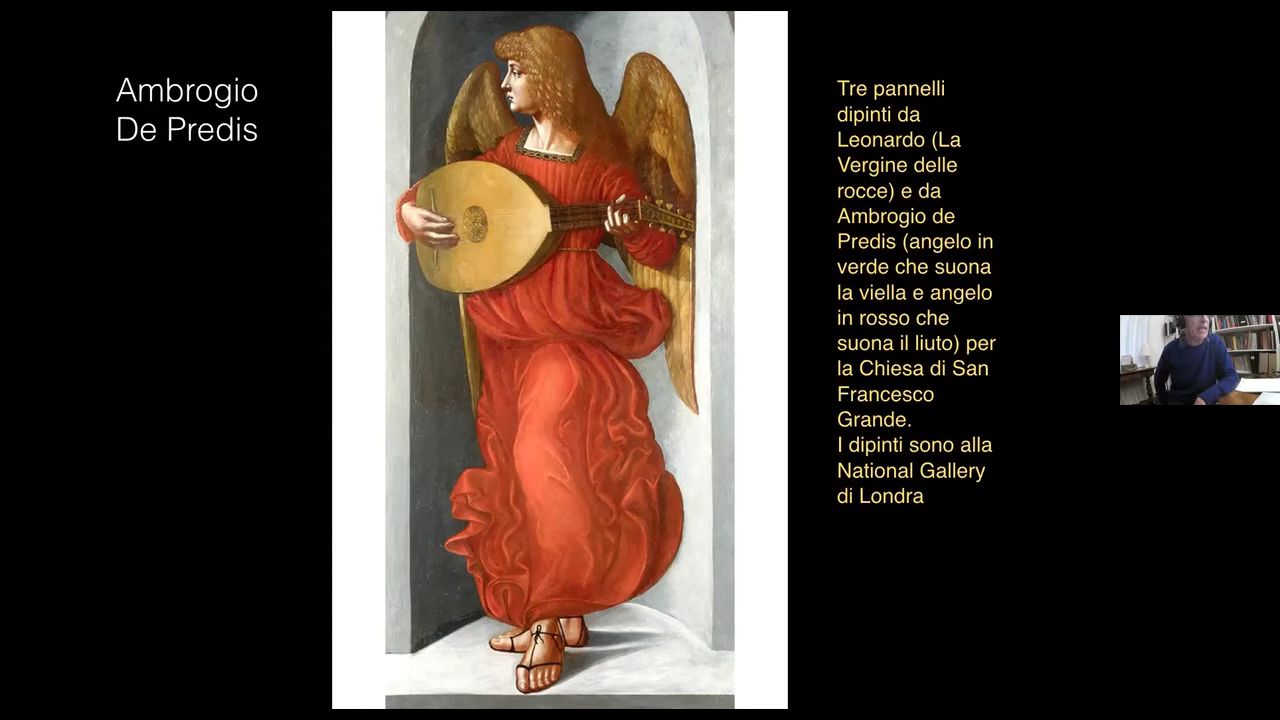 Ambrogio
De Predis
Tre pannelli
dipinti da
Leonardo (La
Vergine delle
rocce) e da
Ambrogio de
Predis (angelo in
verde che suona
la viella e angelo
in rosso che
suona il liuto) per
la Chiesa di San
Francesco
Grande.
I dipinti sono alla
National Gallery
di Londra